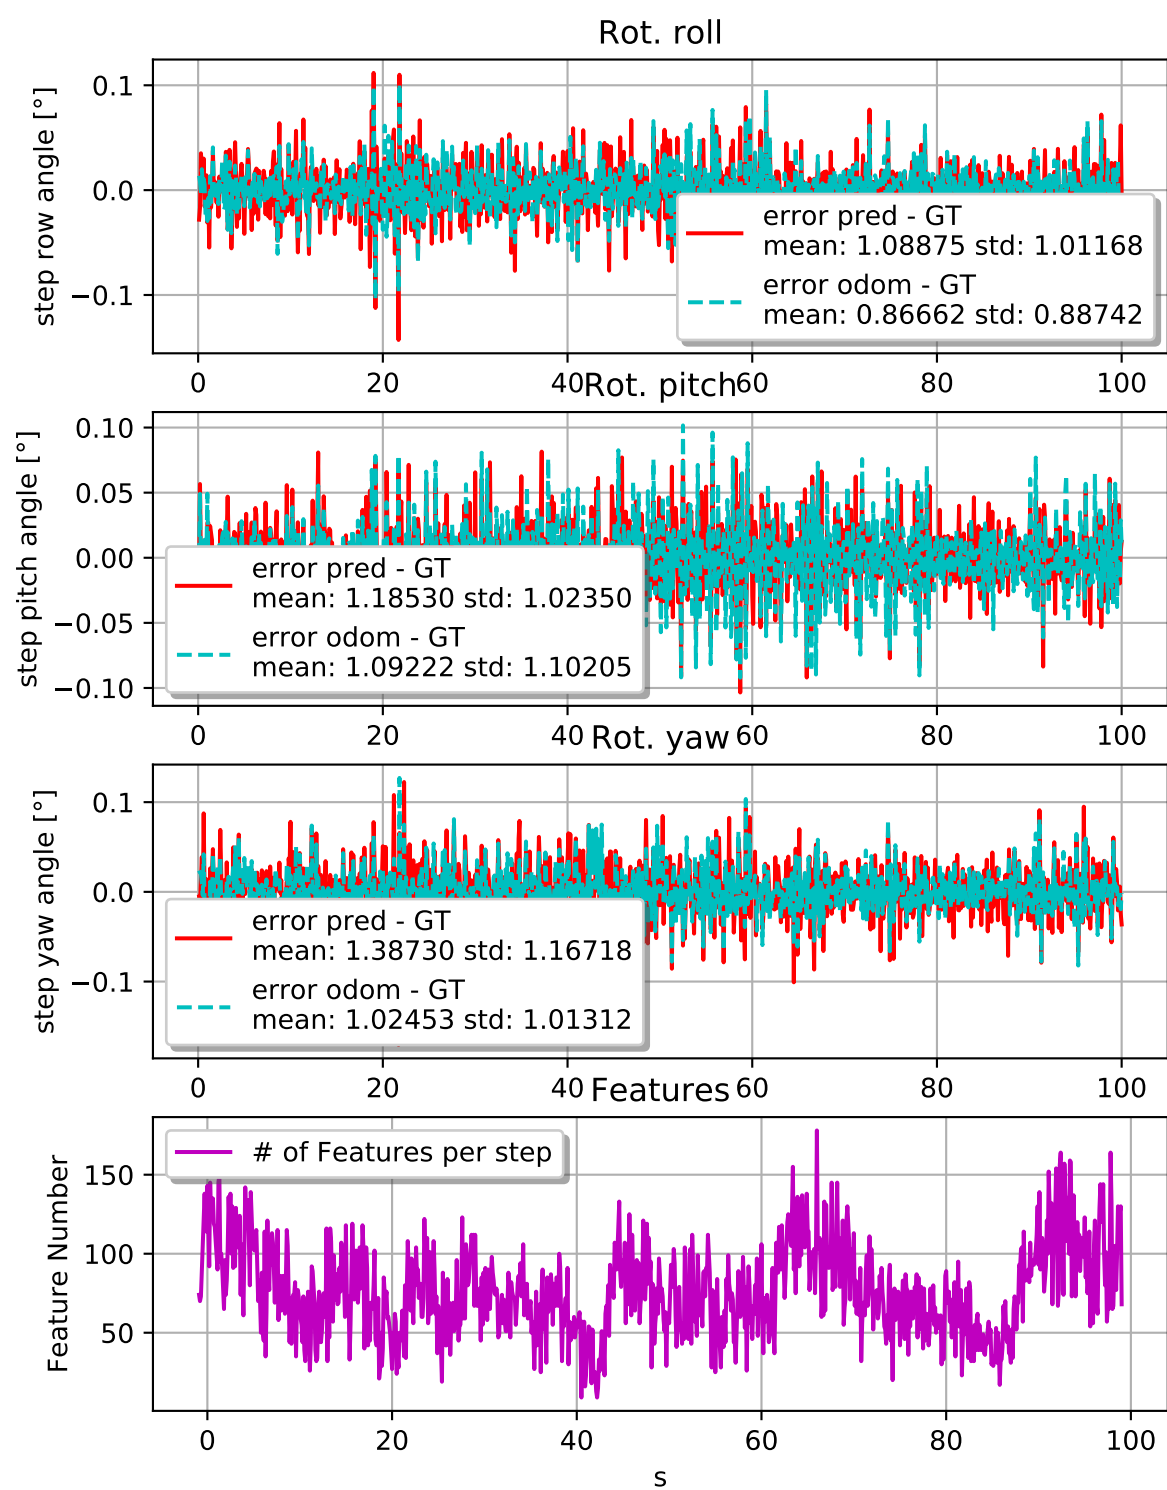 Rot. roll
step row angle [°]
0.1
0.0
−0.1
error pred - GT
mean: 1.08875 std: 1.01168
error odom - GT
mean: 0.86662 std: 0.88742
0 20 40 60 80 100
Rot. pitch
step pitch angle [°]
0.10
0.05
0.00
−0.05
−0.10
error pred - GT
mean: 1.18530 std: 1.02350
error odom - GT
mean: 1.09222 std: 1.10205
0 20 40 60 80 100
Rot. yaw
step yaw angle [°]
0.1
0.0
−0.1
error pred - GT
mean: 1.38730 std: 1.16718
error odom - GT
mean: 1.02453 std: 1.01312
0 20 40 60 80 100
Features
Feature Number
150
100
50
# of Features per step
0 20 40 60 80 100
s